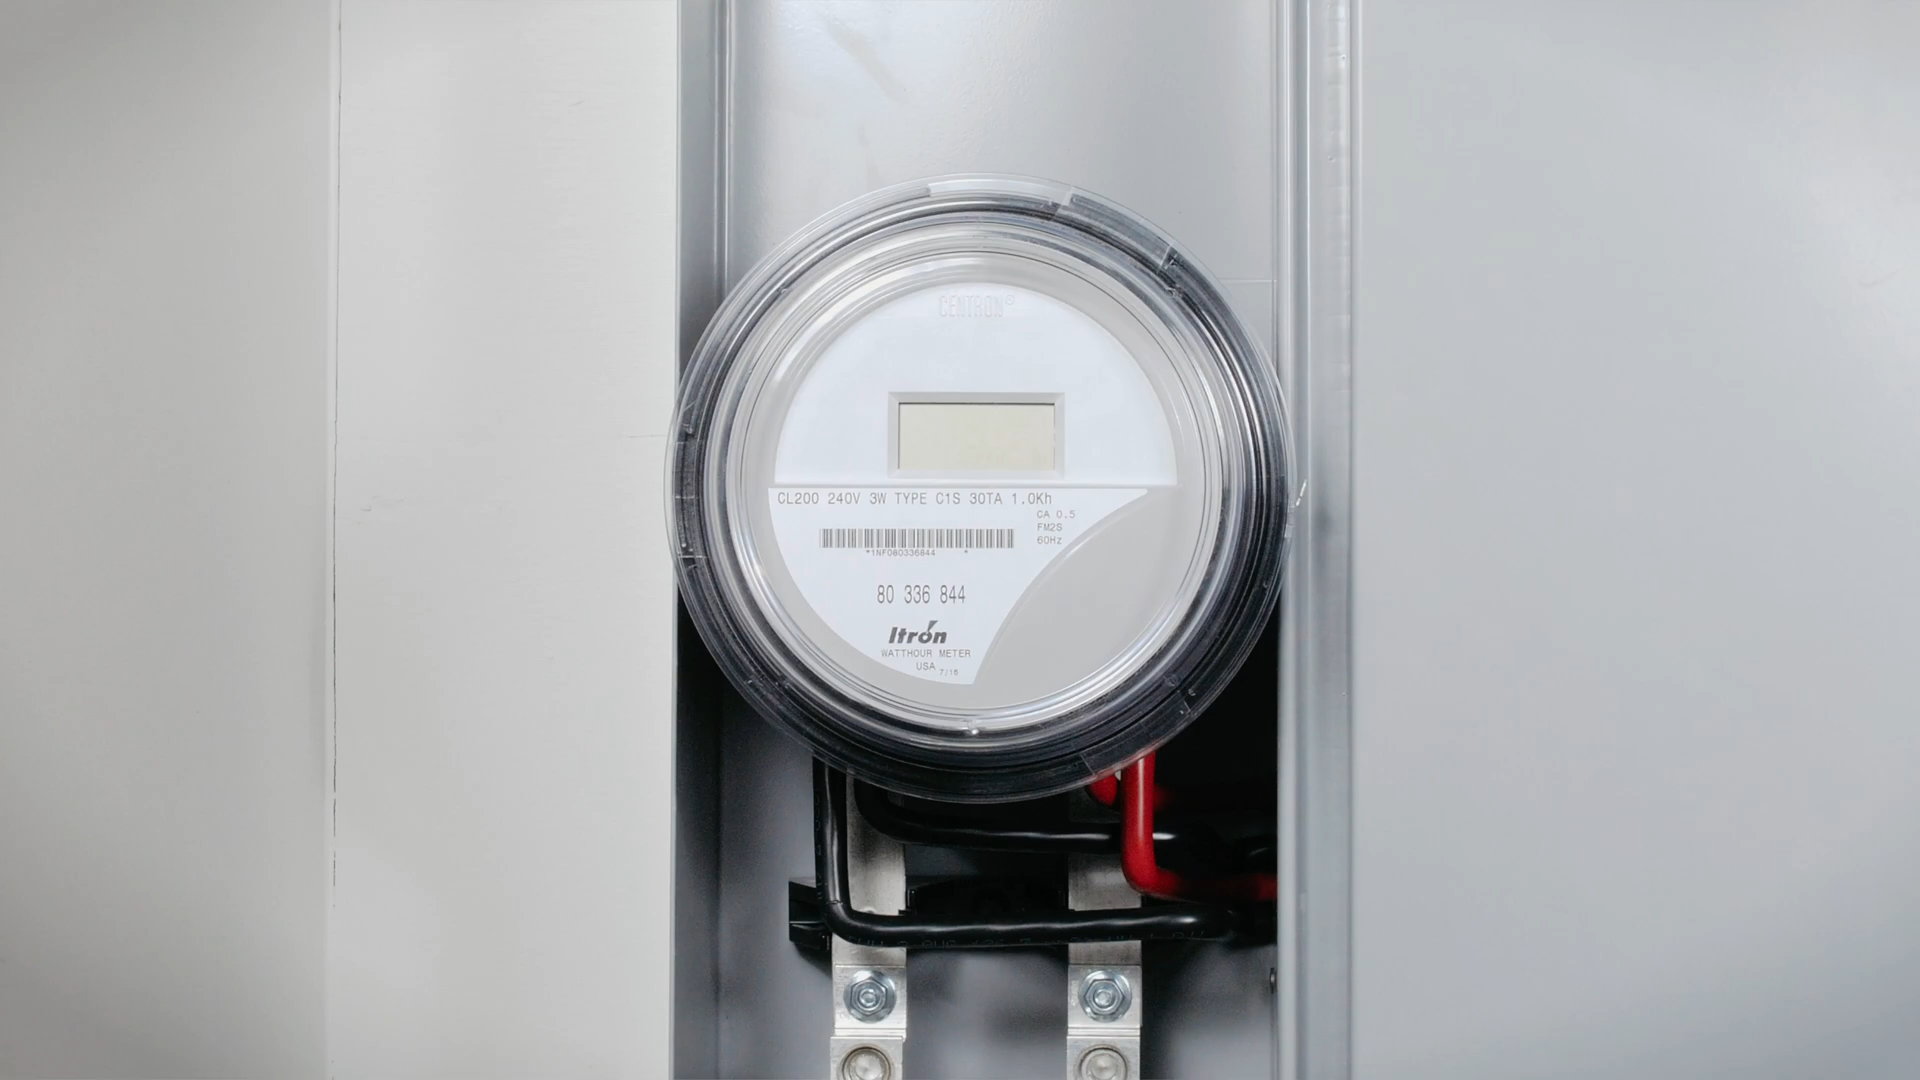 CENTRON®
CL200 240V 3W TYPE C1S 30TA 1.0Kh
CA 0.5
FM2S
60Hz
*1NF080336844 *
80 336 844
Itron
WATTHOUR METER
USA 7/16